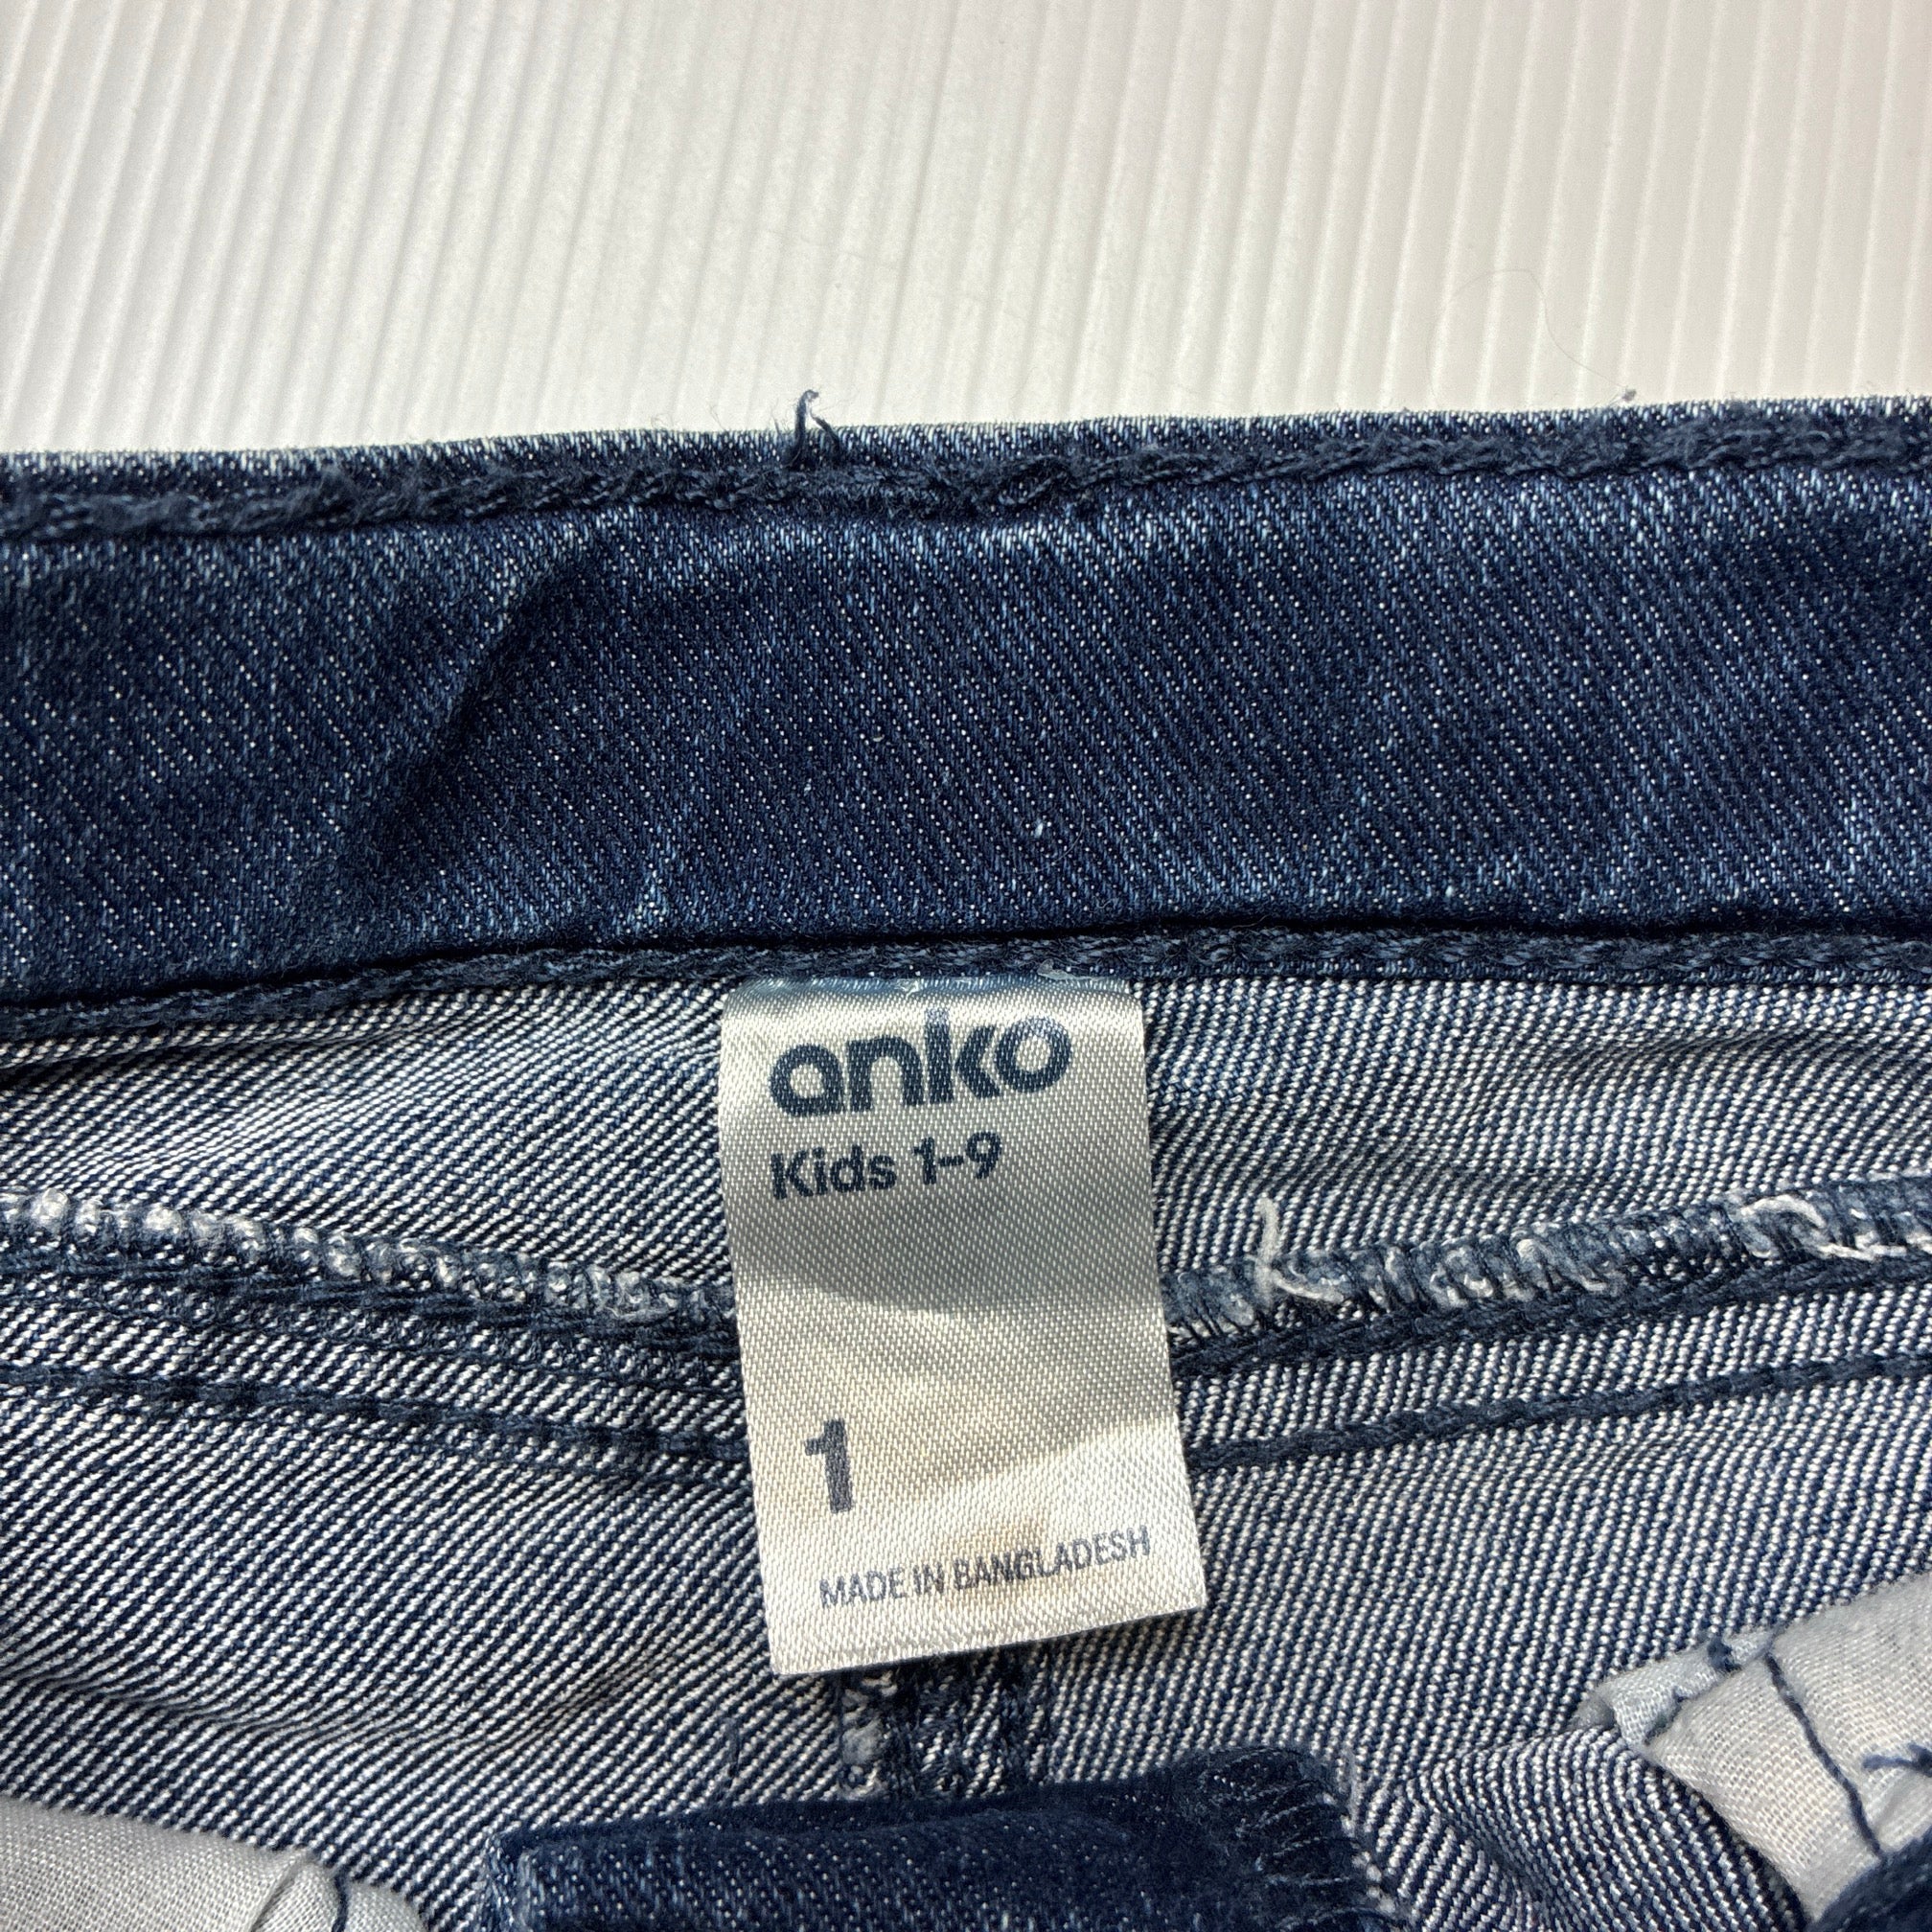 anko
Kids 1-9
1
MADE IN BANGLADESH